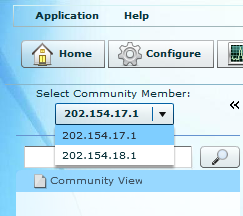 Application Help
Home Configure
Select Community Member:
202.154.17.1
202.154.17.1
202.154.18.1
Community View